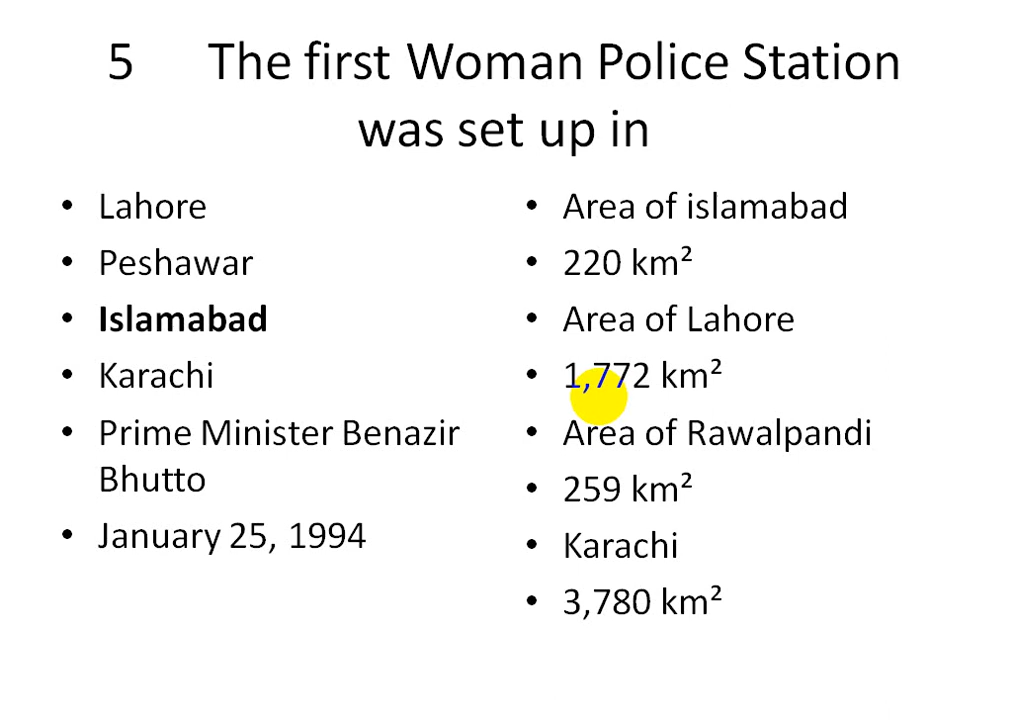 5 The first Woman Police Station
was set up in
• Lahore
• Peshawar
• Islamabad
• Karachi
• Prime Minister Benazir
Bhutto
• January 25, 1994
• Area of islamabad
• 220 km²
• Area of Lahore
• 1,772 km²
• Area of Rawalpandi
• 259 km²
• Karachi
• 3,780 km²